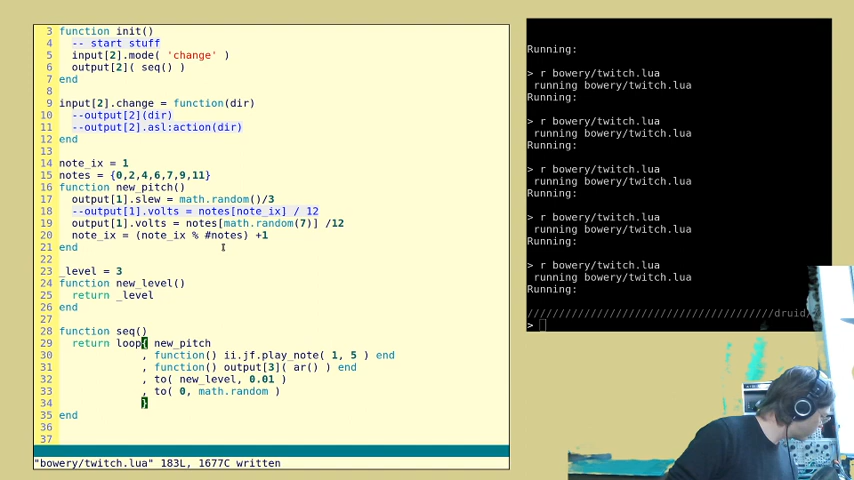 3 function init()
4   -- start stuff
5   input[2].mode( 'change' )
6   output[2]( seq() )
7 end
8
9 input[2].change = function(dir)
10   --output[2](dir)
11   --output[2].asl:action(dir)
12 end
13
14 note_ix = 1
15 notes = {0,2,4,6,7,9,11}
16 function new_pitch()
17   output[1].slew = math.random()/3
18   --output[1].volts = notes[note_ix] / 12
19   output[1].volts = notes[math.random(7)] /12
20   note_ix = (note_ix % #notes) +1
21 end
22
23 _level = 3
24 function new_level()
25   return _level
26 end
27
28 function seq()
29   return loop{ new_pitch
30              , function() ii.jf.play_note( 1, 5 ) end
31              , function() output[3]( ar() ) end
32              , to( new_level, 0.01 )
33              , to( 0, math.random )
34              }
35 end
36
37
"bowery/twitch.lua" 183L, 1677C written
Running:
> r bowery/twitch.lua
running bowery/twitch.lua
Running:
> r bowery/twitch.lua
running bowery/twitch.lua
Running:
> r bowery/twitch.lua
running bowery/twitch.lua
Running:
> r bowery/twitch.lua
running bowery/twitch.lua
Running:
> r bowery/twitch.lua
running bowery/twitch.lua
Running:
/////////////////////////////////////////druid/
>